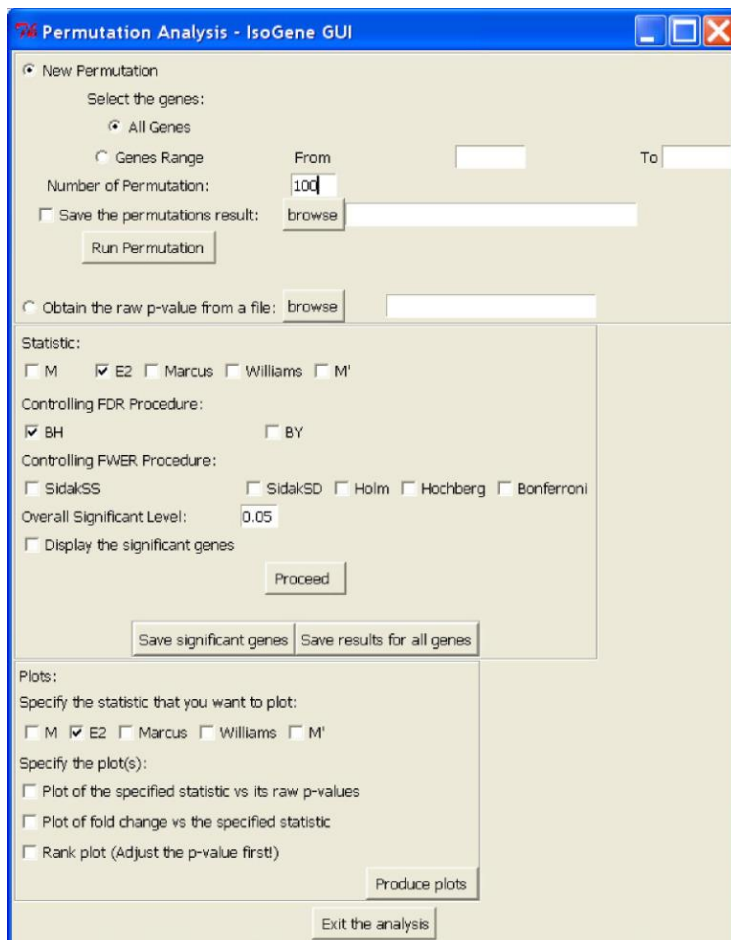 Permutation Analysis - IsoGene GUI
New Permutation
Select the genes:
All Genes
Genes Range From To
Number of Permutation: 100
Save the permutations result: browse
Run Permutation
Obtain the raw p-value from a file: browse
Statistic:
M E2 Marcus Williams M'
Controlling FDR Procedure:
BH BY
Controlling FWER Procedure:
SidakSS SidakSD Holm Hochberg Bonferroni
Overall Significant Level: 0.05
Display the significant genes
Proceed
Save significant genes Save results for all genes
Plots:
Specify the statistic that you want to plot:
M E2 Marcus Williams M'
Specify the plot(s):
Plot of the specified statistic vs its raw p-values
Plot of fold change vs the specified statistic
Rank plot (Adjust the p-value first!)
Produce plots
Exit the analysis